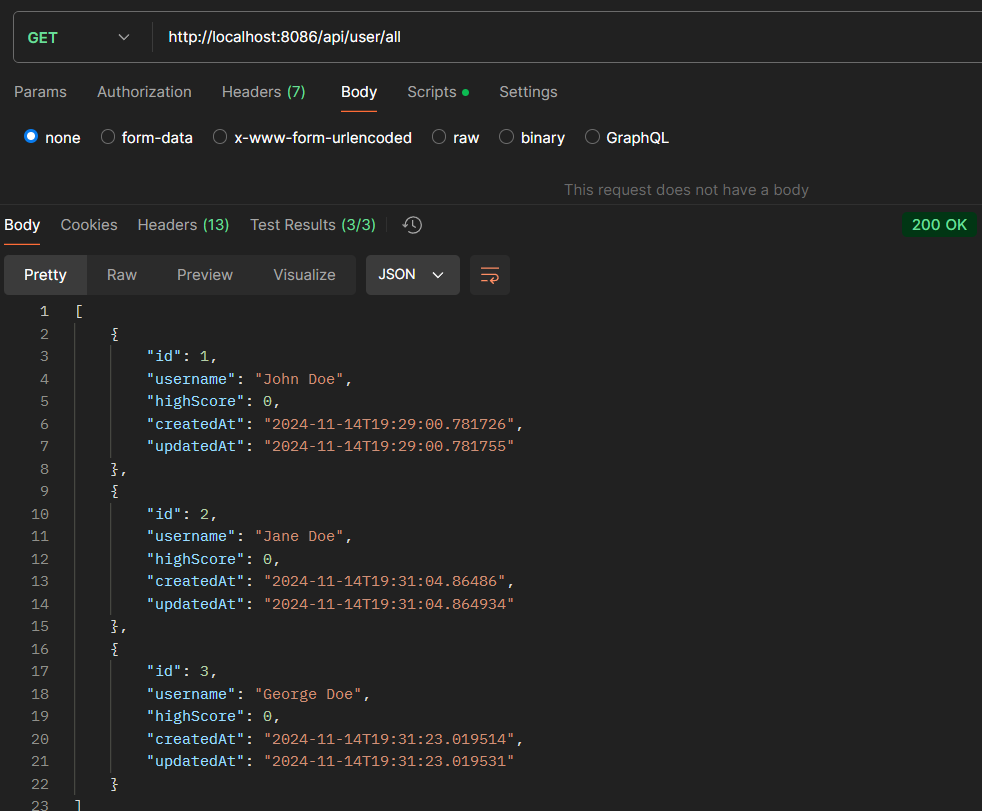 GET http://localhost:8086/api/user/all
Params Authorization Headers (7) Body Scripts Settings
none form-data x-www-form-urlencoded raw binary GraphQL
This request does not have a body
Body Cookies Headers (13) Test Results (3/3) 200 OK
Pretty Raw Preview Visualize JSON
1 [
2 {
3 "id": 1,
4 "username": "John Doe",
5 "highScore": 0,
6 "createdAt": "2024-11-14T19:29:00.781726",
7 "updatedAt": "2024-11-14T19:29:00.781755"
8 },
9 {
10 "id": 2,
11 "username": "Jane Doe",
12 "highScore": 0,
13 "createdAt": "2024-11-14T19:31:04.86486",
14 "updatedAt": "2024-11-14T19:31:04.864934"
15 },
16 {
17 "id": 3,
18 "username": "George Doe",
19 "highScore": 0,
20 "createdAt": "2024-11-14T19:31:23.019514",
21 "updatedAt": "2024-11-14T19:31:23.019531"
22 }
23 ]